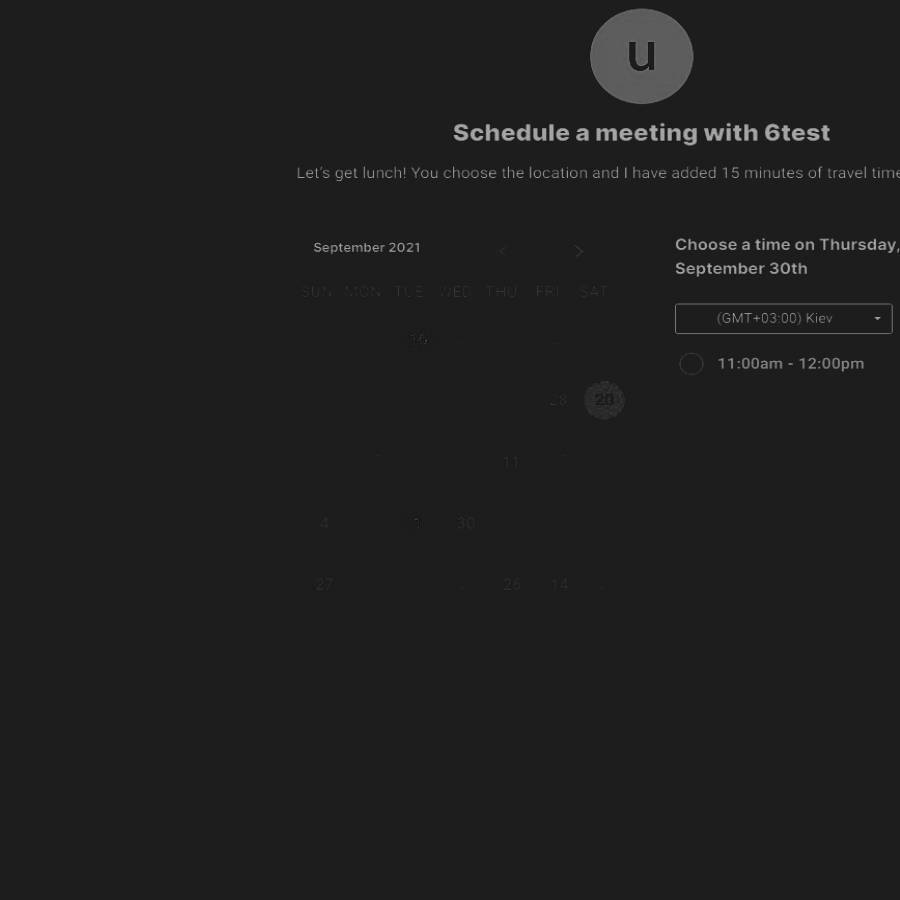 u
Schedule a meeting with 6test
Let's get lunch! You choose the location and I have added 15 minutes of travel time
September 2021
Choose a time on Thursday,
September 30th
SUN MON TUE WED THU FRI SAT
(GMT+03:00) Kiev
16
11:00am - 12:00pm
28 20
11
4 1 30
27 26 14